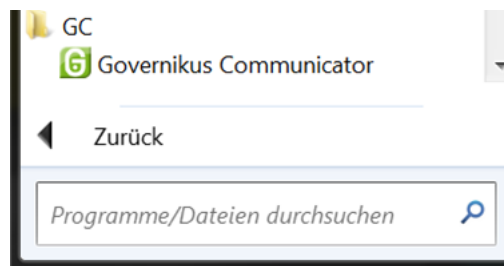 GC
Governikus Communicator
Zurück
Programme/Dateien durchsuchen